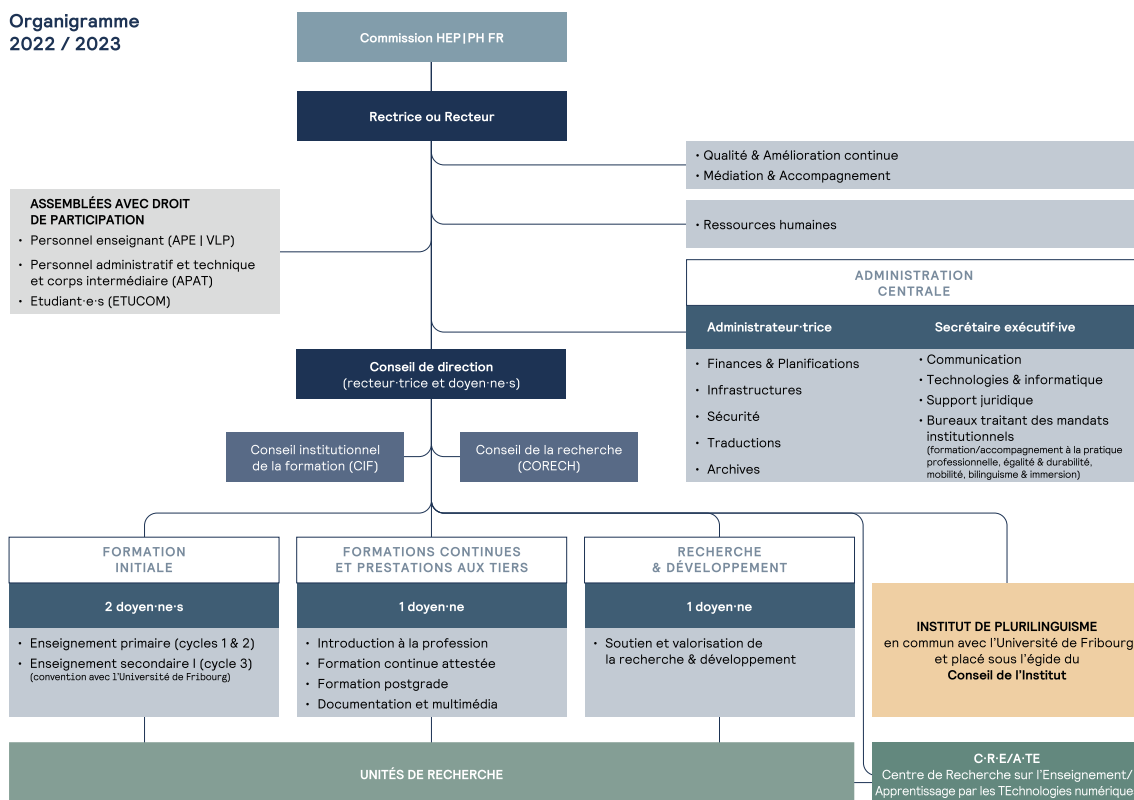 Organigramme
2022 / 2023
Commission HEP|PH FR
Rectrice ou Recteur
• Qualité & Amélioration continue
• Médiation & Accompagnement
• Ressources humaines
ASSEMBLÉES AVEC DROIT
DE PARTICIPATION
• Personnel enseignant (APE | VLP)
• Personnel administratif et technique
et corps intermédiaire (APAT)
• Etudiant·e·s (ETUCOM)
ADMINISTRATION
CENTRALE
Administrateur·trice
• Finances & Planifications
• Infrastructures
• Sécurité
• Traductions
• Archives
Secrétaire exécutif·ive
• Communication
• Technologies & informatique
• Support juridique
• Bureaux traitant des mandats
institutionnels
(formation/accompagnement à la pratique
professionnelle, égalité & durabilité,
mobilité, bilinguisme & immersion)
Conseil de direction
(recteur·trice et doyen·ne·s)
Conseil institutionnel
de la formation (CIF)
Conseil de la recherche
(CORECH)
FORMATION
INITIALE
2 doyen·ne·s
• Enseignement primaire (cycles 1 & 2)
• Enseignement secondaire I (cycle 3)
(convention avec l'Université de Fribourg)
FORMATIONS CONTINUES
ET PRESTATIONS AUX TIERS
1 doyen·ne
• Introduction à la profession
• Formation continue attestée
• Formation postgrade
• Documentation et multimédia
RECHERCHE
& DÉVELOPPEMENT
1 doyen·ne
• Soutien et valorisation de
la recherche & développement
INSTITUT DE PLURILINGUISME
en commun avec l'Université de Fribourg
et placé sous l'égide du
Conseil de l'Institut
UNITÉS DE RECHERCHE
C·R·E/A·TE
Centre de Recherche sur l'Enseignement/
Apprentissage par les TEchnologies numérique